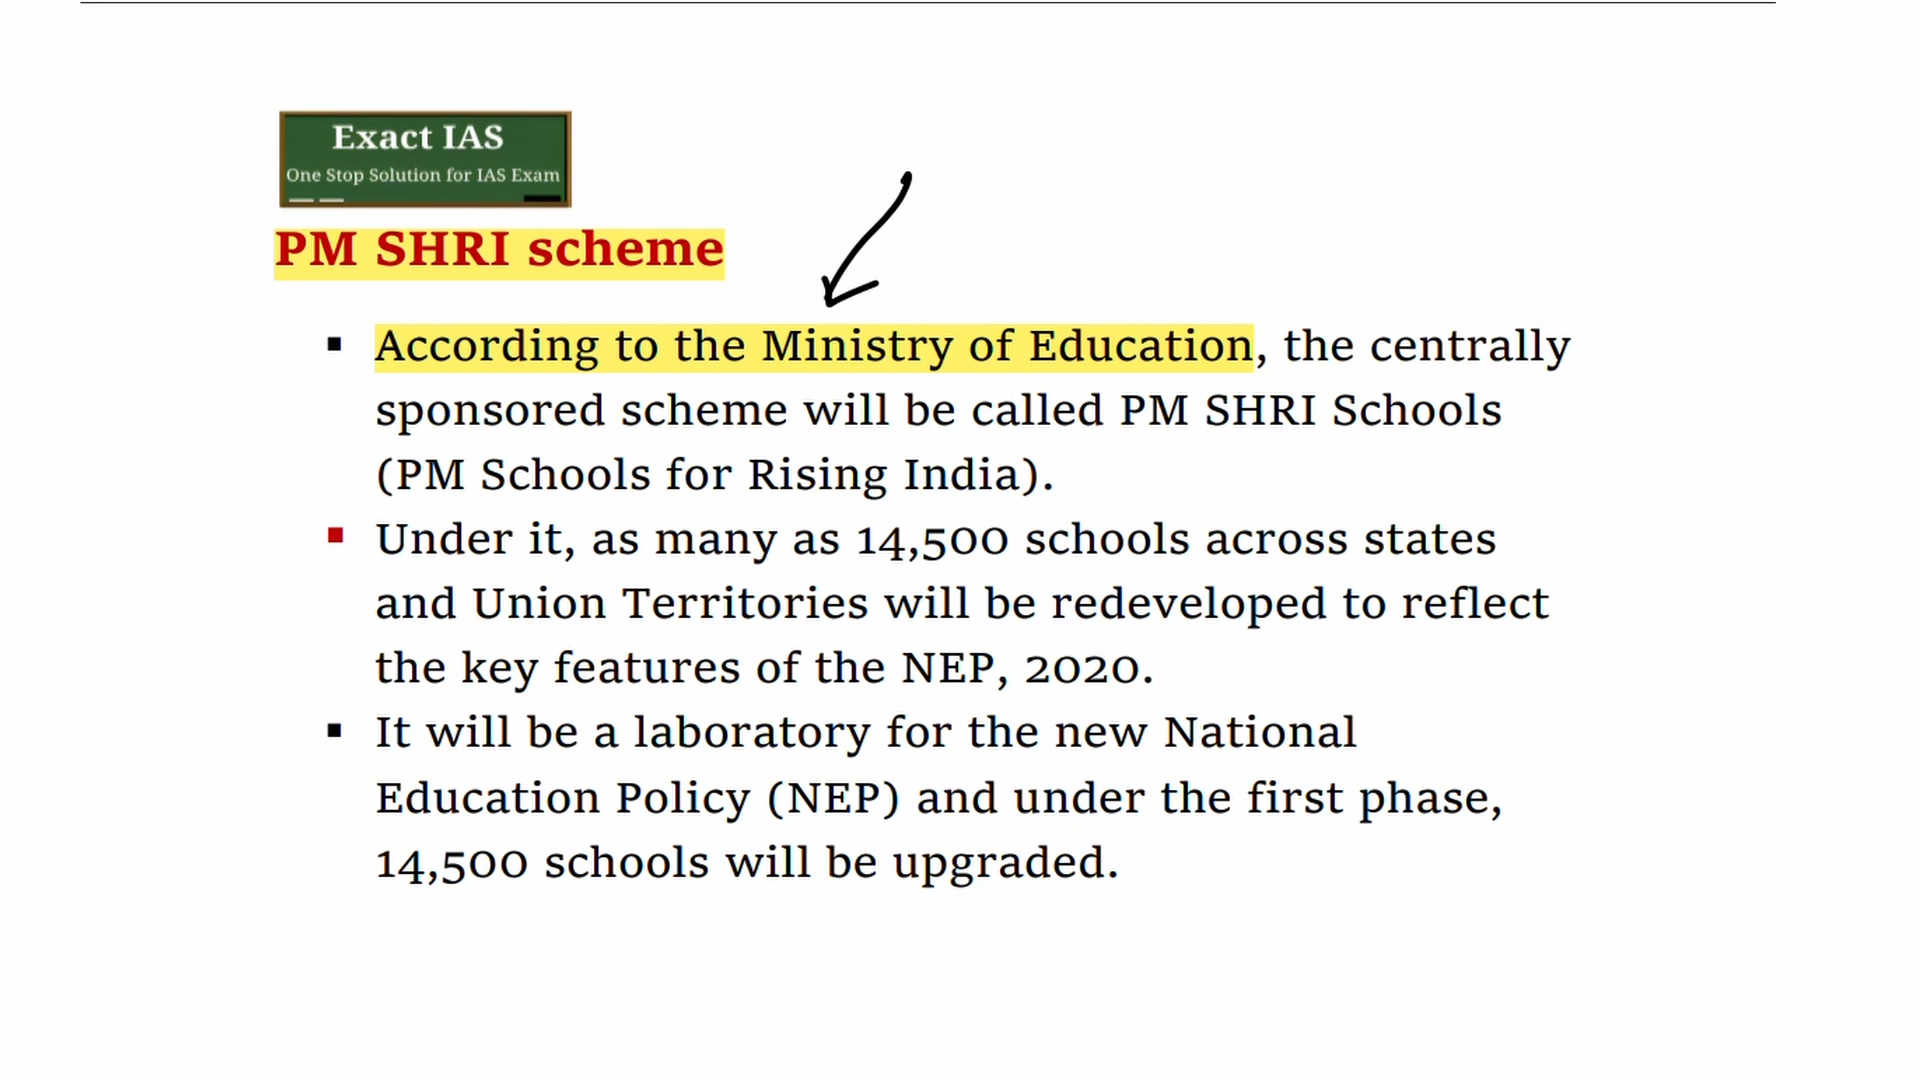 Exact IAS
One Stop Solution for IAS Exam
PM SHRI scheme
▪ According to the Ministry of Education, the centrally
sponsored scheme will be called PM SHRI Schools
(PM Schools for Rising India).
▪ Under it, as many as 14,500 schools across states
and Union Territories will be redeveloped to reflect
the key features of the NEP, 2020.
▪ It will be a laboratory for the new National
Education Policy (NEP) and under the first phase,
14,500 schools will be upgraded.